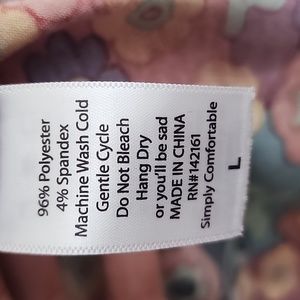 96% Polyester
4% Spandex
Machine Wash Cold
Gentle Cycle
Do Not Bleach
Hang Dry
or you'll be sad
MADE IN CHINA
RN#142161
Simply Comfortable
L